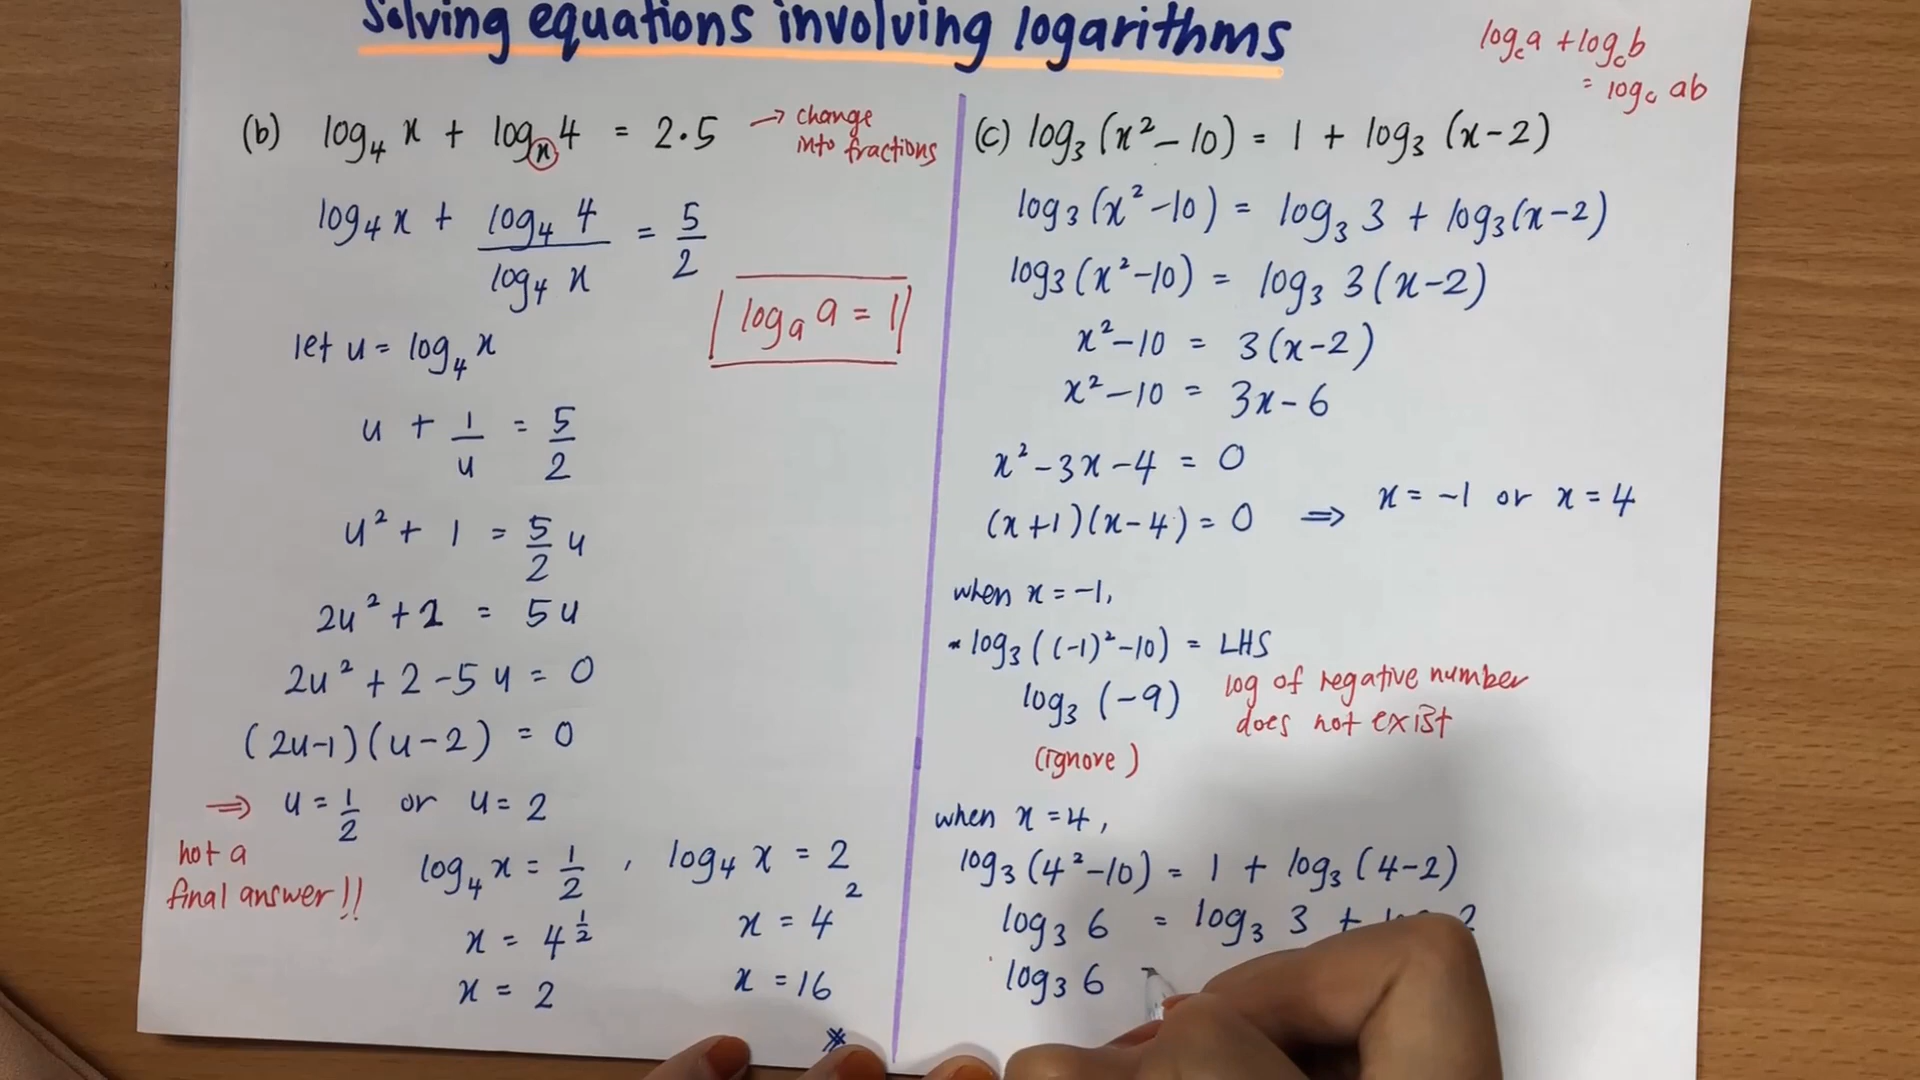 Solving equations involving logarithms
log_c a + log_c b
= log_c ab
(b) log₄ x + logₓ 4 = 2.5 → change
into fractions
log₄ x + log₄ 4 / log₄ x = 5/2
log_a a = 1
let u = log₄ x
u + 1/u = 5/2
u² + 1 = 5/2 u
2u² + 2 = 5u
2u² + 2 - 5u = 0
(2u-1)(u-2) = 0
⇒ u = 1/2 or u = 2
not a
final answer!!
log₄ x = 1/2 , log₄ x = 2
x = 4^(1/2) x = 4²
x = 2 x = 16
(c) log₃ (x²-10) = 1 + log₃ (x-2)
log₃ (x²-10) = log₃ 3 + log₃ (x-2)
log₃ (x²-10) = log₃ 3(x-2)
x²-10 = 3(x-2)
x²-10 = 3x-6
x²-3x-4 = 0
(x+1)(x-4) = 0 ⇒ x = -1 or x = 4
when x = -1,
log₃ ((-1)²-10) = LHS
log₃ (-9) log of negative number
does not exist
(ignore)
when x = 4,
log₃ (4²-10) = 1 + log₃ (4-2)
log₃ 6 = log₃ 3 + 2
log₃ 6